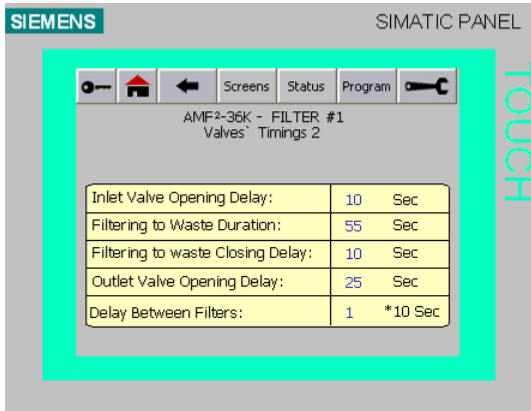 SIEMENS
SIMATIC PANEL
TOUCH
Screens Status Program
AMF²-36K - FILTER #1
Valves` Timings 2
Inlet Valve Opening Delay: 10 Sec
Filtering to Waste Duration: 55 Sec
Filtering to waste Closing Delay: 10 Sec
Outlet Valve Opening Delay: 25 Sec
Delay Between Filters: 1 *10 Sec